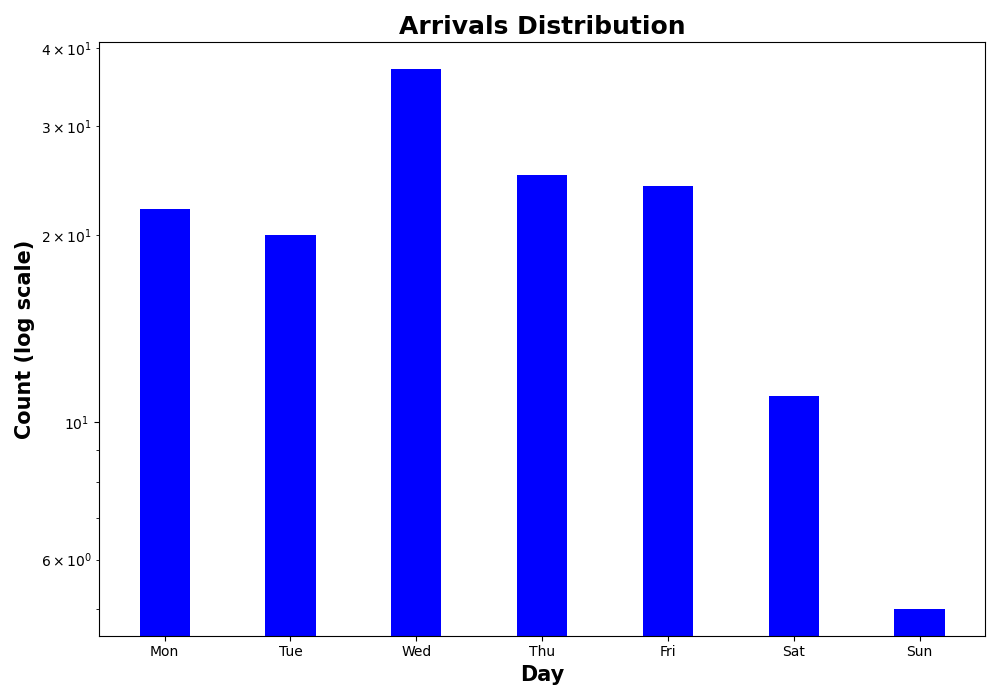 Arrivals Distribution
4 × 10¹
3 × 10¹
2 × 10¹
10¹
6 × 10⁰
Count (log scale)
Mon Tue Wed Thu Fri Sat Sun
Day